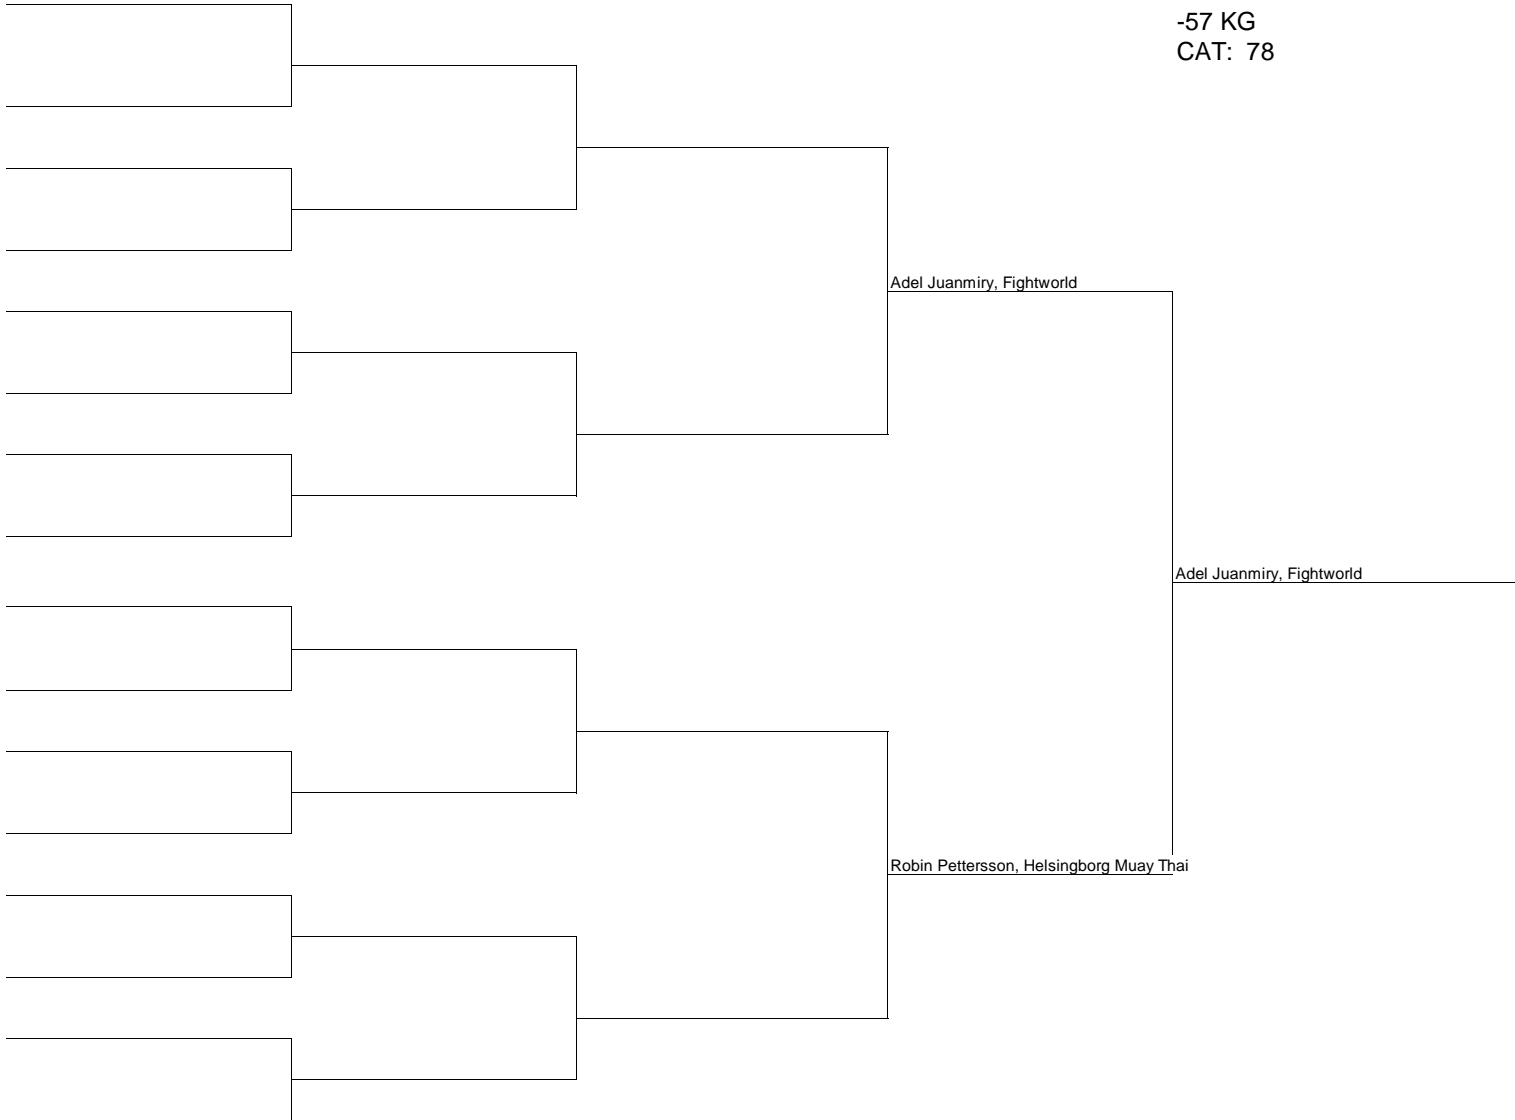 -57 KG
CAT: 78
Adel Juanmiry, Fightworld
Adel Juanmiry, Fightworld
Robin Pettersson, Helsingborg Muay Thai